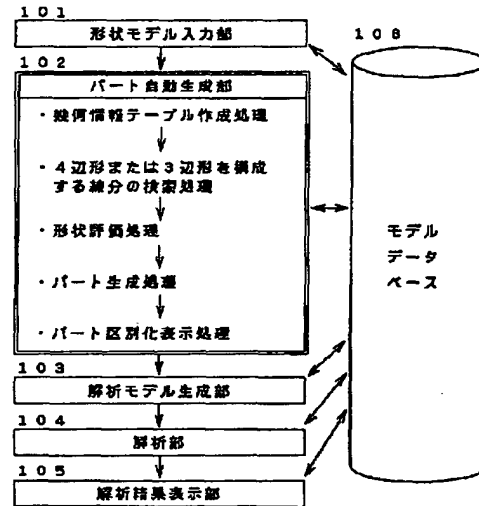 101
形状モデル入力部
106
102
パート自動生成部
・幾何情報テーブル作成処理
・4辺形または3辺形を構成
する線分の検索処理
・形状評価処理
・パート生成処理
・パート区別化表示処理
モデル
データ
ベース
103
解析モデル生成部
104
解析部
105
解析結果表示部